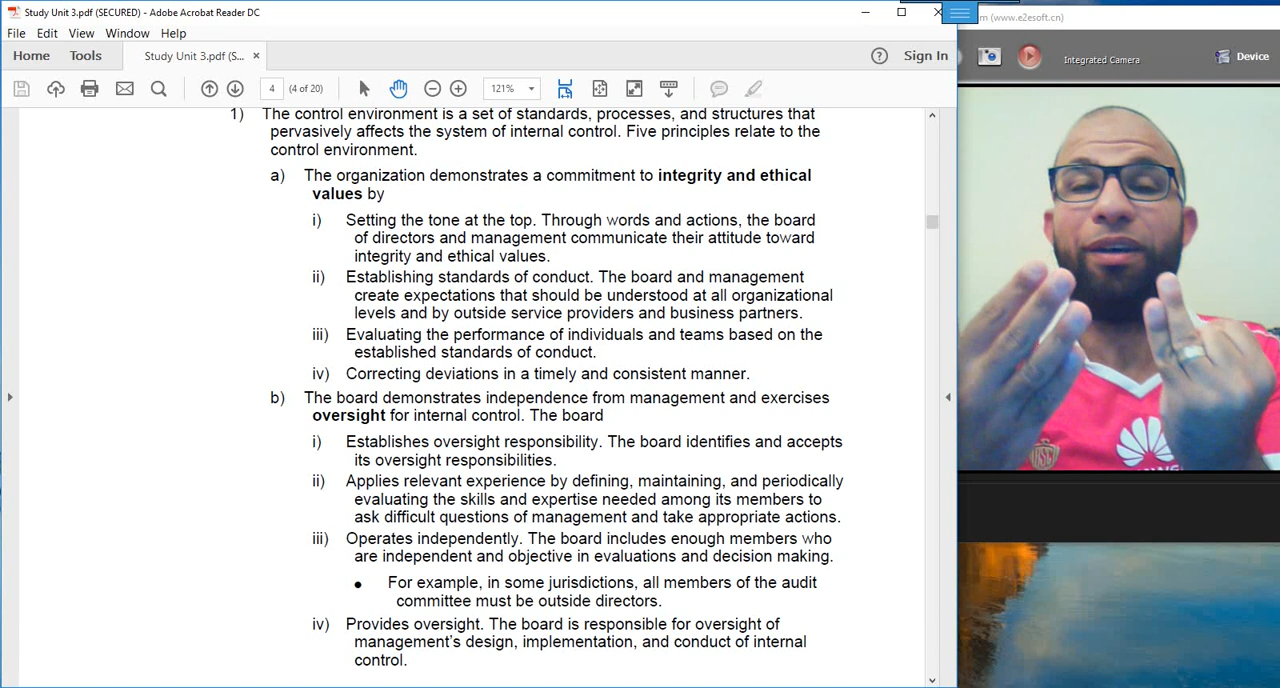 Study Unit 3.pdf (SECURED) - Adobe Acrobat Reader DC
m (www.e2esoft.cn)
File Edit View Window Help
Home Tools Study Unit 3.pdf (S... × Sign In
Integrated Camera Device
4 (4 of 20) 121%
1) The control environment is a set of standards, processes, and structures that
pervasively affects the system of internal control. Five principles relate to the
control environment.
a) The organization demonstrates a commitment to integrity and ethical
values by
i) Setting the tone at the top. Through words and actions, the board
of directors and management communicate their attitude toward
integrity and ethical values.
ii) Establishing standards of conduct. The board and management
create expectations that should be understood at all organizational
levels and by outside service providers and business partners.
iii) Evaluating the performance of individuals and teams based on the
established standards of conduct.
iv) Correcting deviations in a timely and consistent manner.
b) The board demonstrates independence from management and exercises
oversight for internal control. The board
i) Establishes oversight responsibility. The board identifies and accepts
its oversight responsibilities.
ii) Applies relevant experience by defining, maintaining, and periodically
evaluating the skills and expertise needed among its members to
ask difficult questions of management and take appropriate actions.
iii) Operates independently. The board includes enough members who
are independent and objective in evaluations and decision making.
• For example, in some jurisdictions, all members of the audit
committee must be outside directors.
iv) Provides oversight. The board is responsible for oversight of
management's design, implementation, and conduct of internal
control.